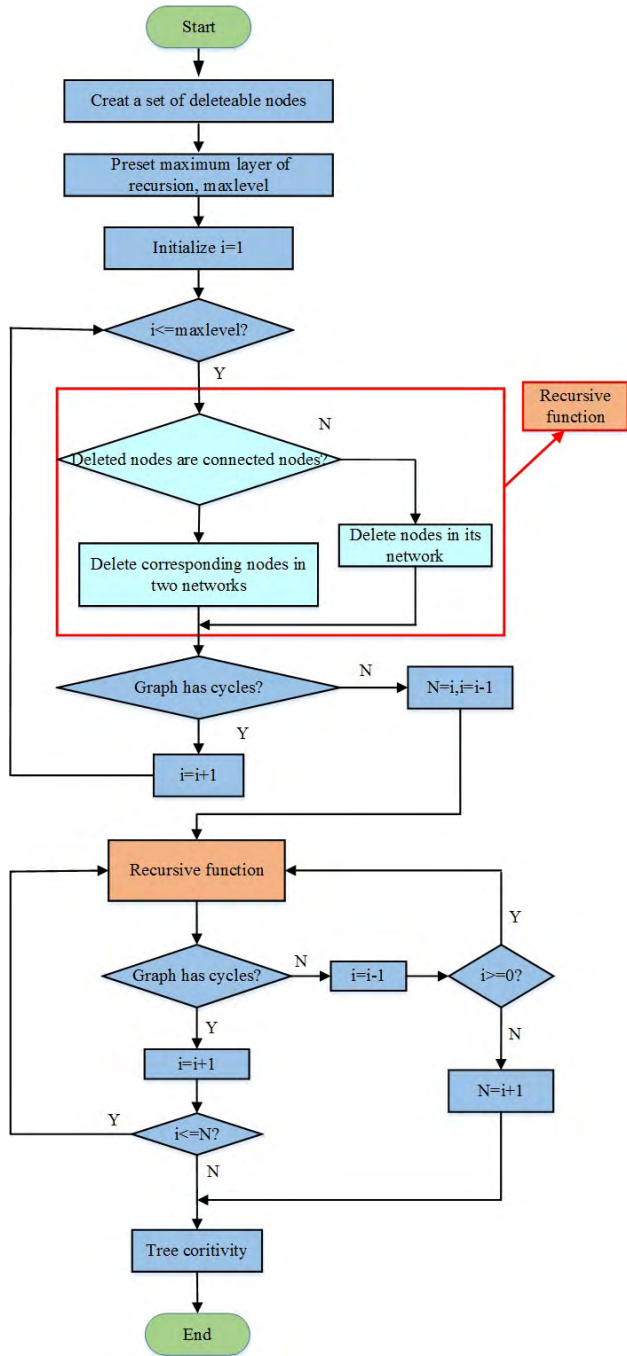 Start
Creat a set of deleteable nodes
Preset maximum layer of
recursion, maxlevel
Initialize i=1
i<=maxlevel?
Y
Recursive
function
N
Deleted nodes are connected nodes?
Delete nodes in its
network
Delete corresponding nodes in
two networks
Graph has cycles?
N
N=i,i=i-1
Y
i=i+1
Recursive function
Y
Graph has cycles?
N
i=i-1
i>=0?
Y
N
i=i+1
N=i+1
Y
i<=N?
N
Tree coritivity
End